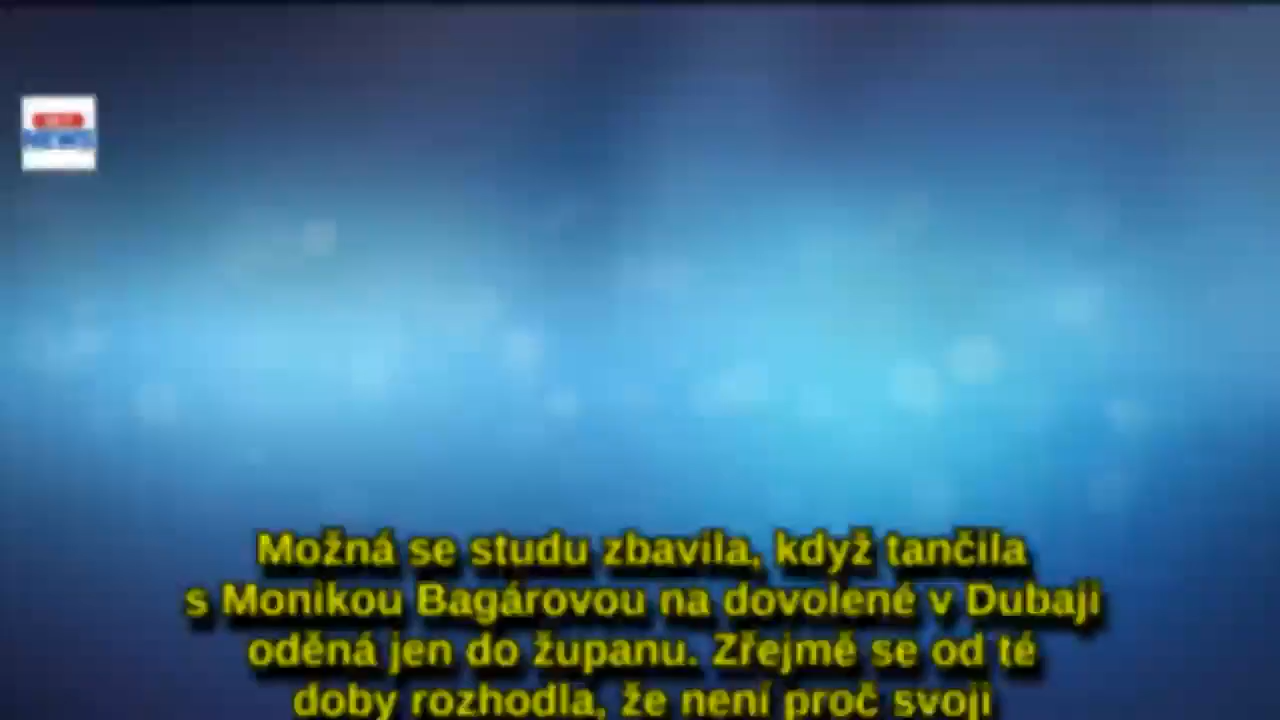 Možná se studu zbavila, když tančila
s Monikou Bagárovou na dovolené v Dubaji
oděná jen do županu. Zřejmě se od té
doby rozhodla, že není proč svoji